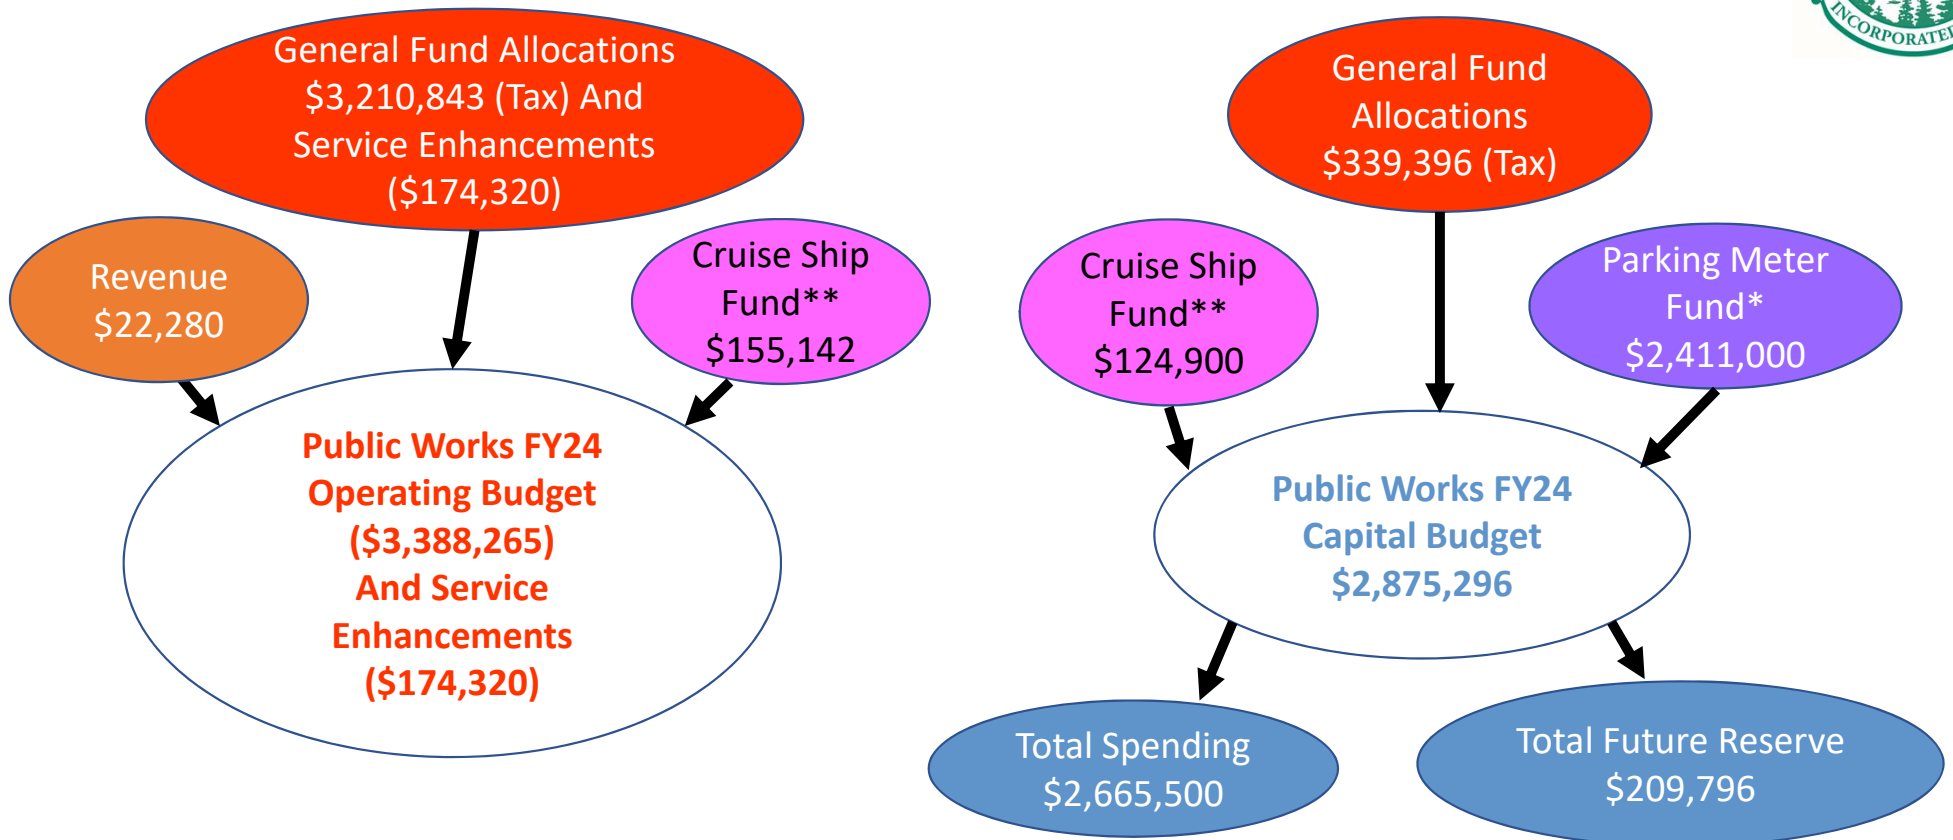 INCORPORATED
General Fund Allocations
$3,210,843 (Tax) And
Service Enhancements
($174,320)
General Fund
Allocations
$339,396 (Tax)
Revenue
$22,280
Cruise Ship
Fund**
$155,142
Cruise Ship
Fund**
$124,900
Parking Meter
Fund*
$2,411,000
Public Works FY24
Operating Budget
($3,388,265)
And Service
Enhancements
($174,320)
Public Works FY24
Capital Budget
$2,875,296
Total Spending
$2,665,500
Total Future Reserve
$209,796